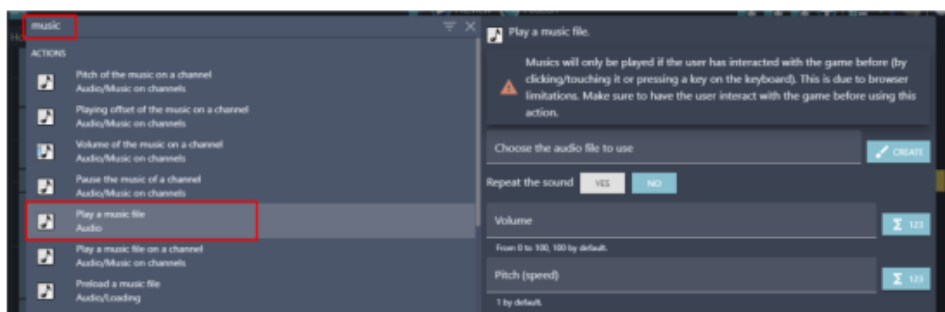 music
ACTIONS
Pitch of the music on a channel
Audio/Music on channels
Playing offset of the music on a channel
Audio/Music on channels
Volume of the music on a channel
Audio/Music on channels
Pause the music of a channel
Audio/Music on channels
Play a music file
Audio
Play a music file on a channel
Audio/Music on channels
Preload a music file
Audio/Loading
Play a music file.
Musics will only be played if the user has interacted with the game before (by
clicking/touching it or pressing a key on the keyboard). This is due to browser
limitations. Make sure to have the user interact with the game before using this
action.
Choose the audio file to use
CREATE
Repeat the sound YES NO
Volume
Σ 123
From 0 to 100, 100 by default.
Pitch (speed)
Σ 123
1 by default.